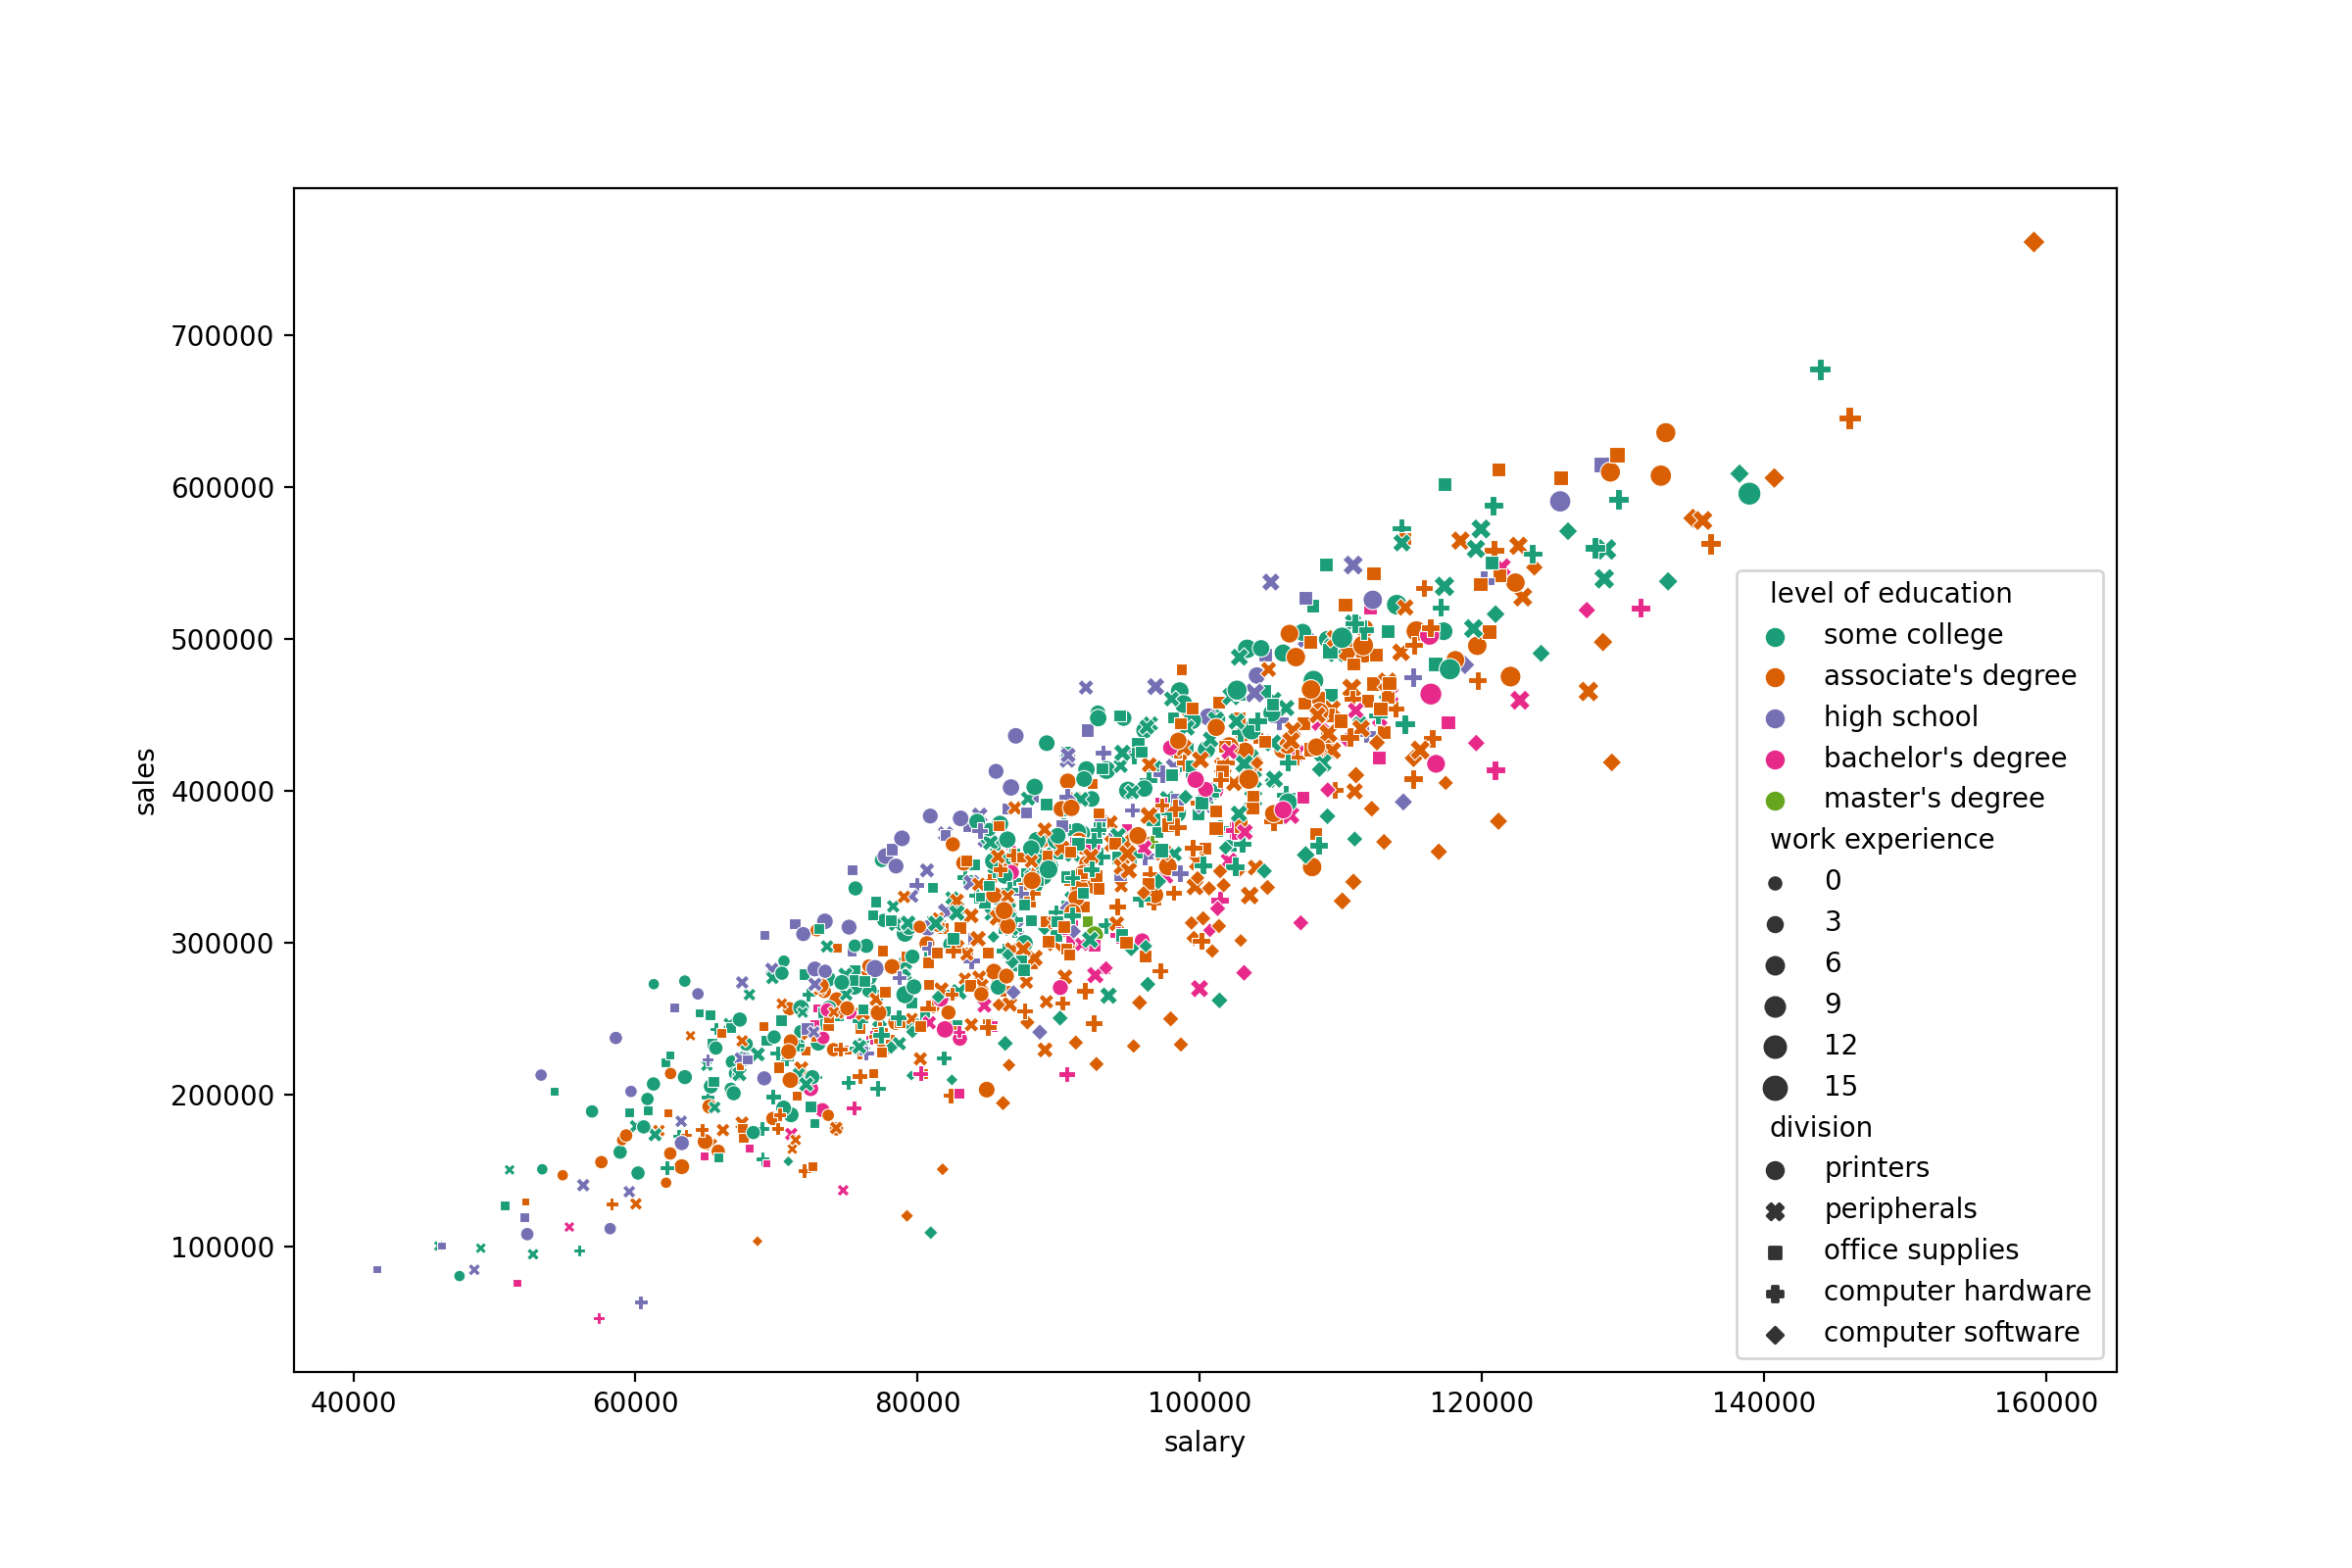 700000
600000
500000
400000
300000
200000
100000
sales
40000 60000 80000 100000 120000 140000 160000
salary
level of education
some college
associate's degree
high school
bachelor's degree
master's degree
work experience
0
3
6
9
12
15
division
printers
peripherals
office supplies
computer hardware
computer software